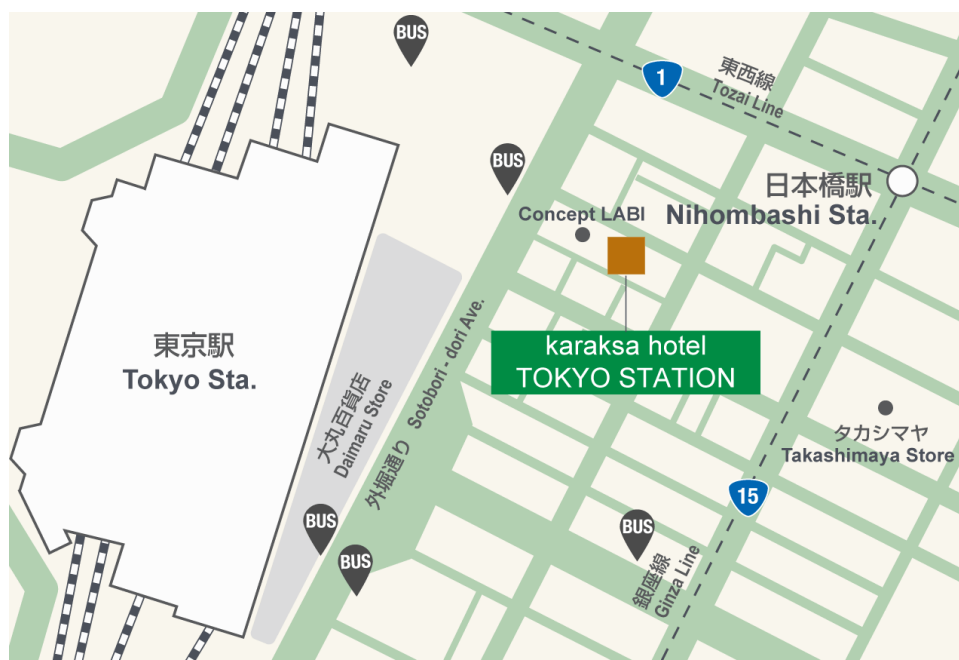 BUS
1
東西線
Tozai Line
BUS
日本橋駅
Nihombashi Sta.
Concept LABI
karaksa hotel
TOKYO STATION
東京駅
Tokyo Sta.
大丸百貨店
Daimaru Store
外堀通り Sotobori - dori Ave.
タカシマヤ
Takashimaya Store
15
BUS
BUS
BUS
銀座線
Ginza Line